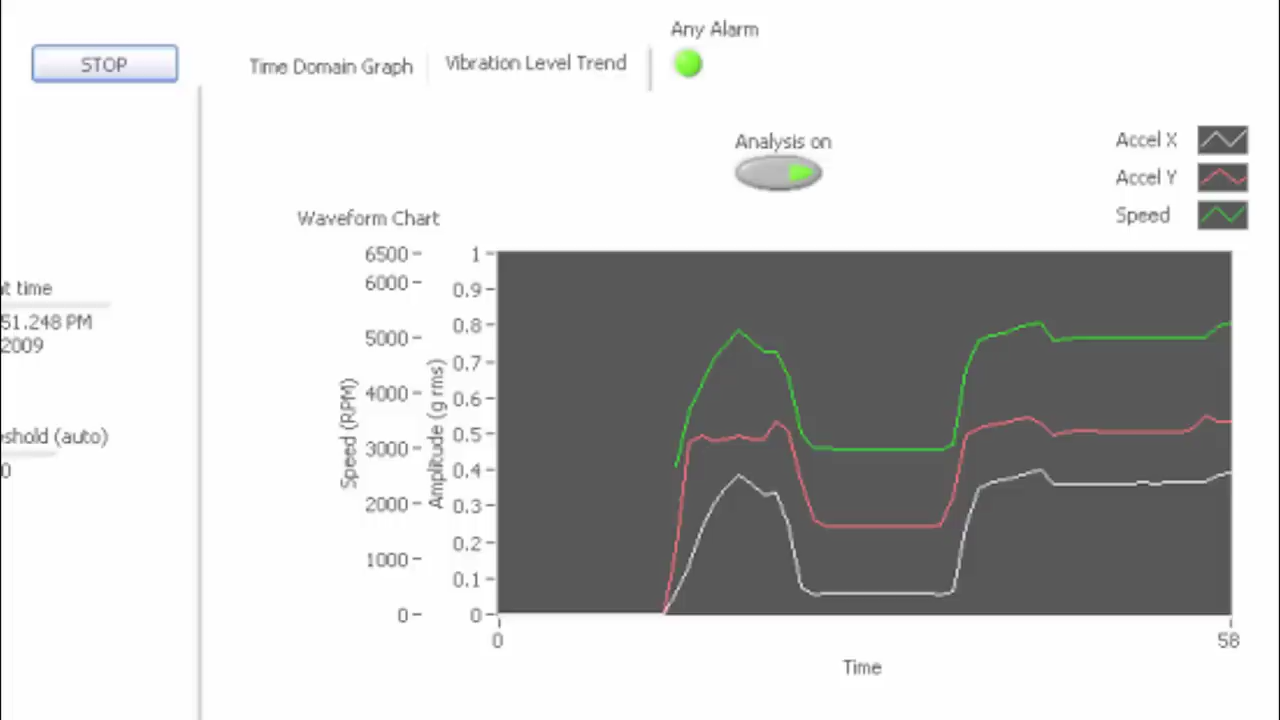 Any Alarm
STOP
Time Domain Graph
Vibration Level Trend
Analysis on
Accel X
Accel Y
Speed
Waveform Chart
6500
6000
5000
4000
3000
2000
1000
0
Speed (RPM)
1
0.9
0.8
0.7
0.6
0.5
0.4
0.3
0.2
0.1
0
Amplitude (g rms)
0
58
Time
t time
51.248 PM
2009
shold (auto)
0